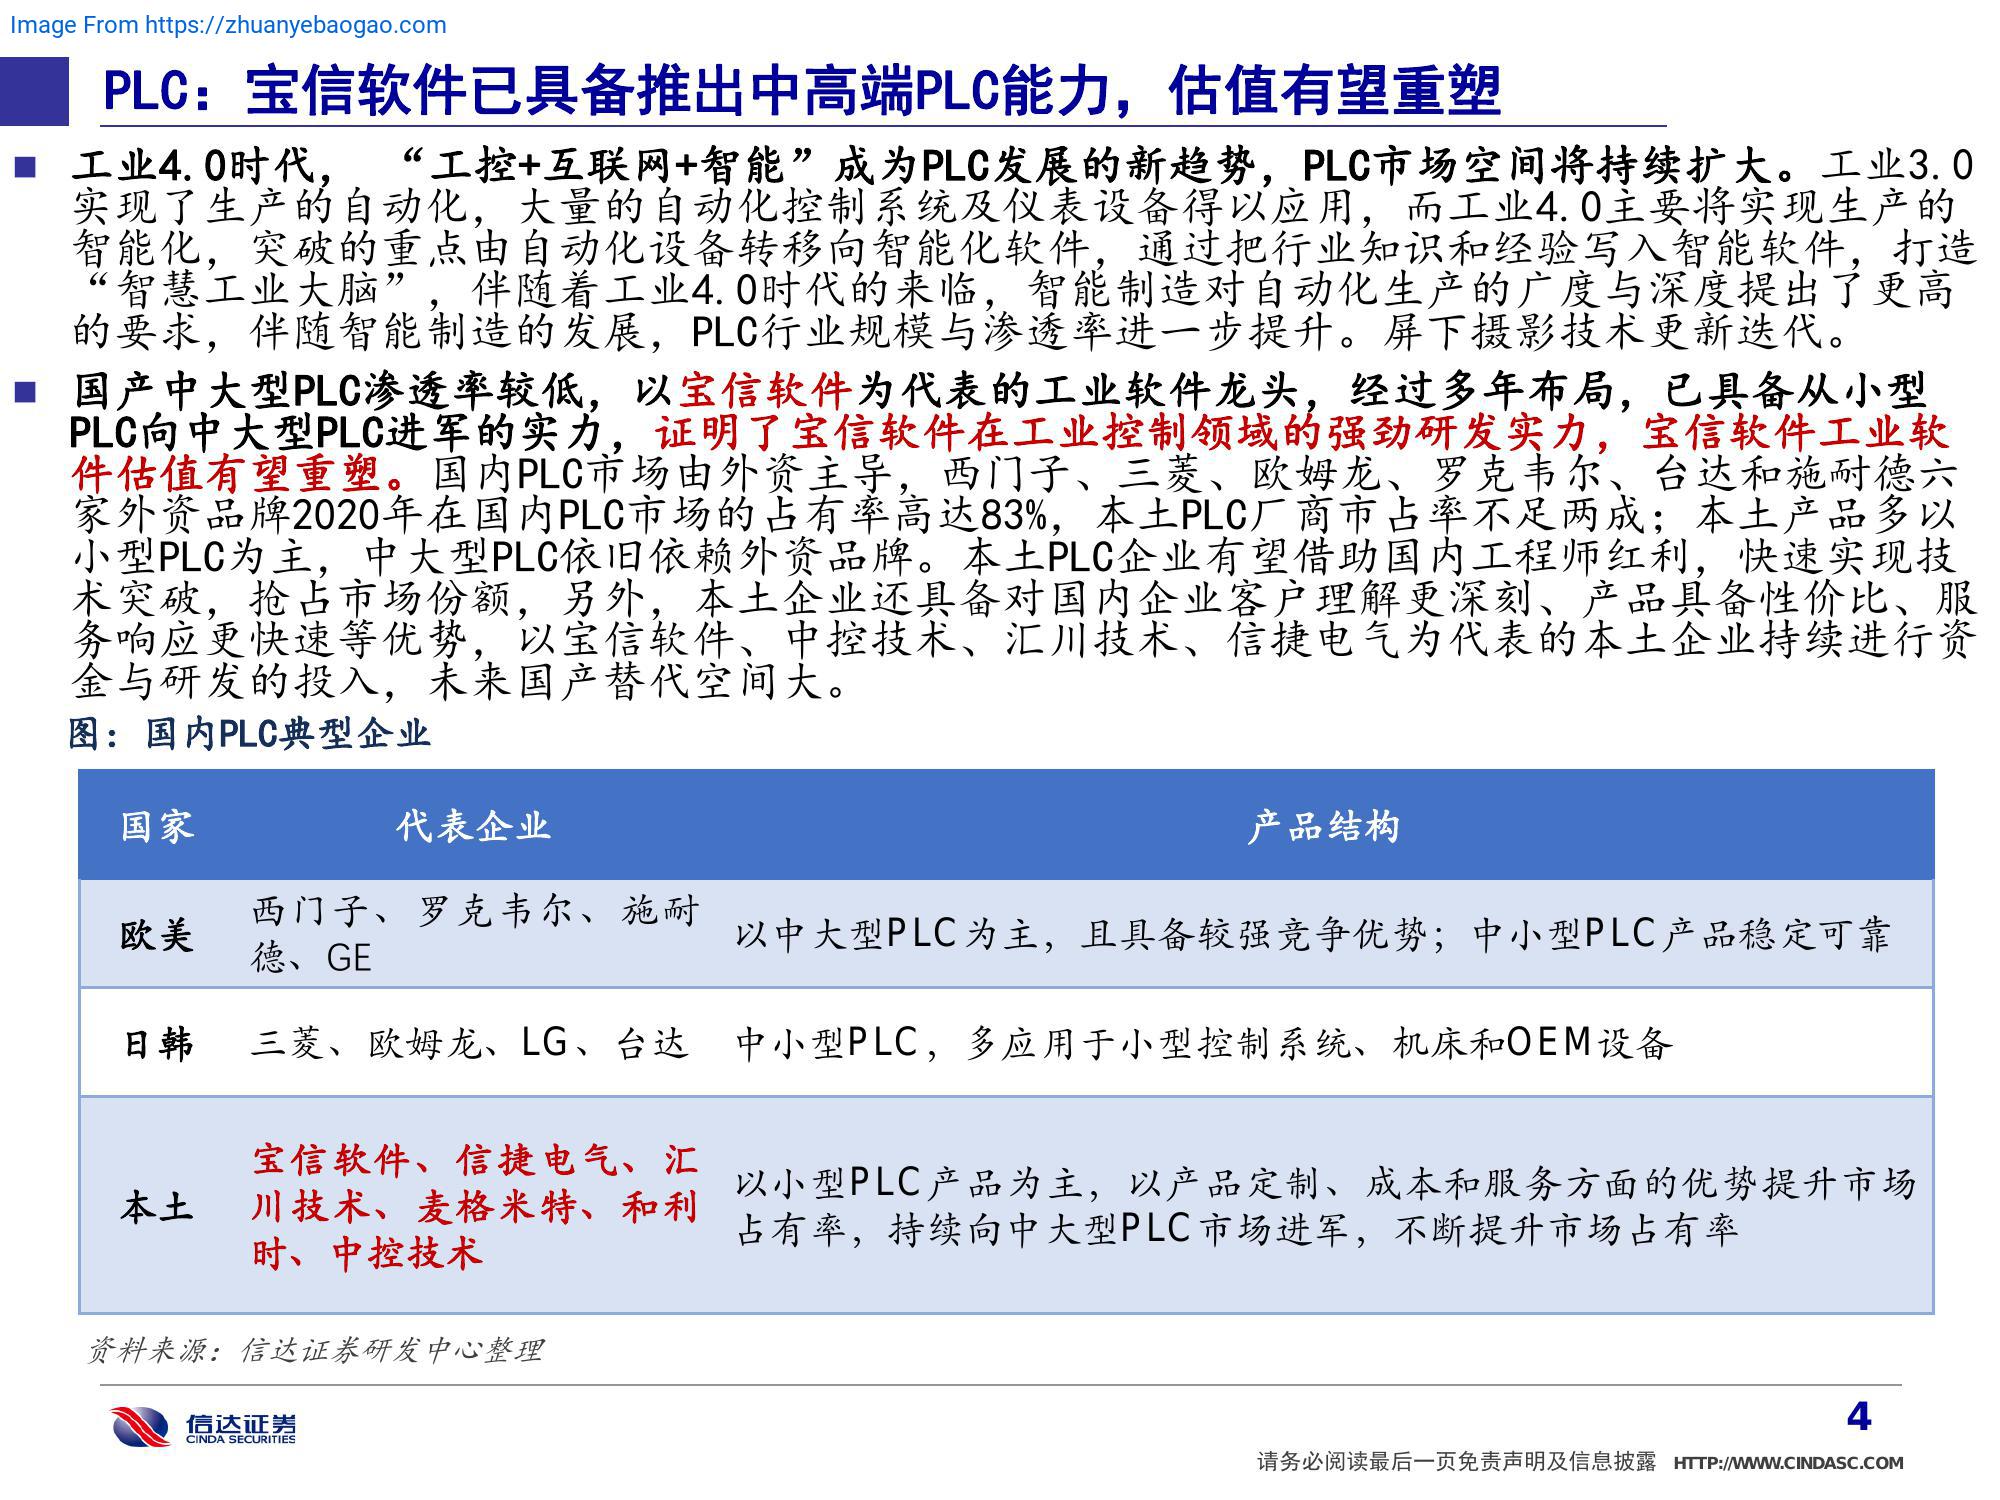 Image From https://zhuanyebaogao.com
PLC：宝信软件已具备推出中高端PLC能力，估值有望重塑
■ 工业4.0时代， “工控+互联网+智能”成为PLC发展的新趋势，PLC市场空间将持续扩大。工业3.0
实现了生产的自动化，大量的自动化控制系统及仪表设备得以应用，而工业4.0主要将实现生产的
智能化，突破的重点由自动化设备转移向智能化软件，通过把行业知识和经验写入智能软件，打造
“智慧工业大脑”，伴随着工业4.0时代的来临，智能制造对自动化生产的广度与深度提出了更高
的要求，伴随智能制造的发展，PLC行业规模与渗透率进一步提升。屏下摄影技术更新迭代。
■ 国产中大型PLC渗透率较低，以宝信软件为代表的工业软件龙头，经过多年布局，已具备从小型
PLC向中大型PLC进军的实力，证明了宝信软件在工业控制领域的强劲研发实力，宝信软件工业软
件估值有望重塑。国内PLC市场由外资主导，西门子、三菱、欧姆龙、罗克韦尔、台达和施耐德六
家外资品牌2020年在国内PLC市场的占有率高达83%，本土PLC厂商市占率不足两成；本土产品多以
小型PLC为主，中大型PLC依旧依赖外资品牌。本土PLC企业有望借助国内工程师红利，快速实现技
术突破，抢占市场份额，另外，本土企业还具备对国内企业客户理解更深刻、产品具备性价比、服
务响应更快速等优势，以宝信软件、中控技术、汇川技术、信捷电气为代表的本土企业持续进行资
金与研发的投入，未来国产替代空间大。
图：国内PLC典型企业
国家 代表企业 产品结构
欧美 西门子、罗克韦尔、施耐
德、GE 以中大型PLC为主，且具备较强竞争优势；中小型PLC产品稳定可靠
日韩 三菱、欧姆龙、LG、台达 中小型PLC，多应用于小型控制系统、机床和OEM设备
本土 宝信软件、信捷电气、汇
川技术、麦格米特、和利
时、中控技术
以小型PLC产品为主，以产品定制、成本和服务方面的优势提升市场
占有率，持续向中大型PLC市场进军，不断提升市场占有率
资料来源：信达证券研发中心整理
信达证券
CINDA SECURITIES
4
请务必阅读最后一页免责声明及信息披露 HTTP://WWW.CINDASC.COM